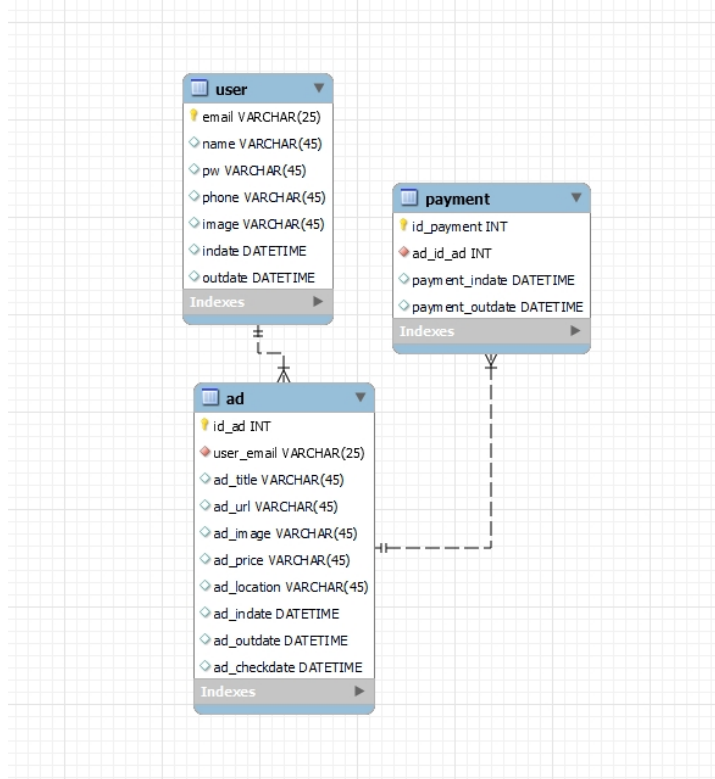 user
email VARCHAR(25)
name VARCHAR(45)
pw VARCHAR(45)
phone VARCHAR(45)
image VARCHAR(45)
indate DATETIME
outdate DATETIME
Indexes
payment
id_payment INT
ad_id_ad INT
payment_indate DATETIME
payment_outdate DATETIME
Indexes
ad
id_ad INT
user_email VARCHAR(25)
ad_title VARCHAR(45)
ad_url VARCHAR(45)
ad_image VARCHAR(45)
ad_price VARCHAR(45)
ad_location VARCHAR(45)
ad_indate DATETIME
ad_outdate DATETIME
ad_checkdate DATETIME
Indexes